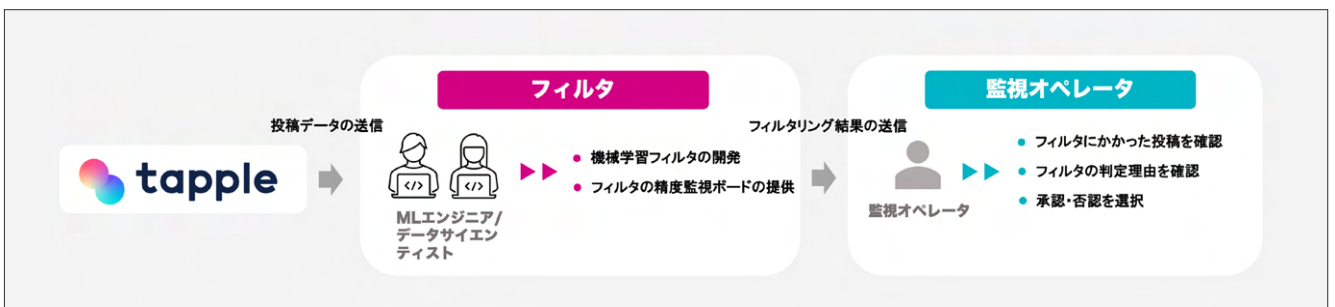 tapple
投稿データの送信
フィルタ
</>
</>
MLエンジニア/
データサイエン
ティスト
● 機械学習フィルタの開発
● フィルタの精度監視ボードの提供
フィルタリング結果の送信
監視オペレータ
監視オペレータ
● フィルタにかかった投稿を確認
● フィルタの判定理由を確認
● 承認・否認を選択